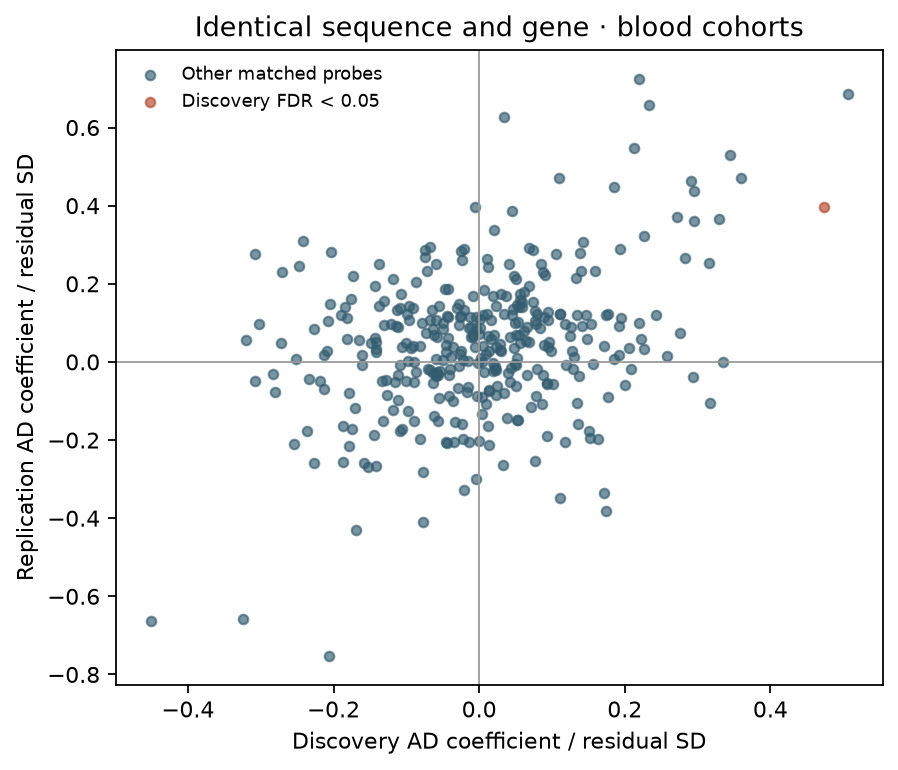 Identical sequence and gene · blood cohorts
Other matched probes
Discovery FDR < 0.05
Replication AD coefficient / residual SD
0.6
0.4
0.2
0.0
−0.2
−0.4
−0.6
−0.8
−0.4
−0.2
0.0
0.2
0.4
Discovery AD coefficient / residual SD